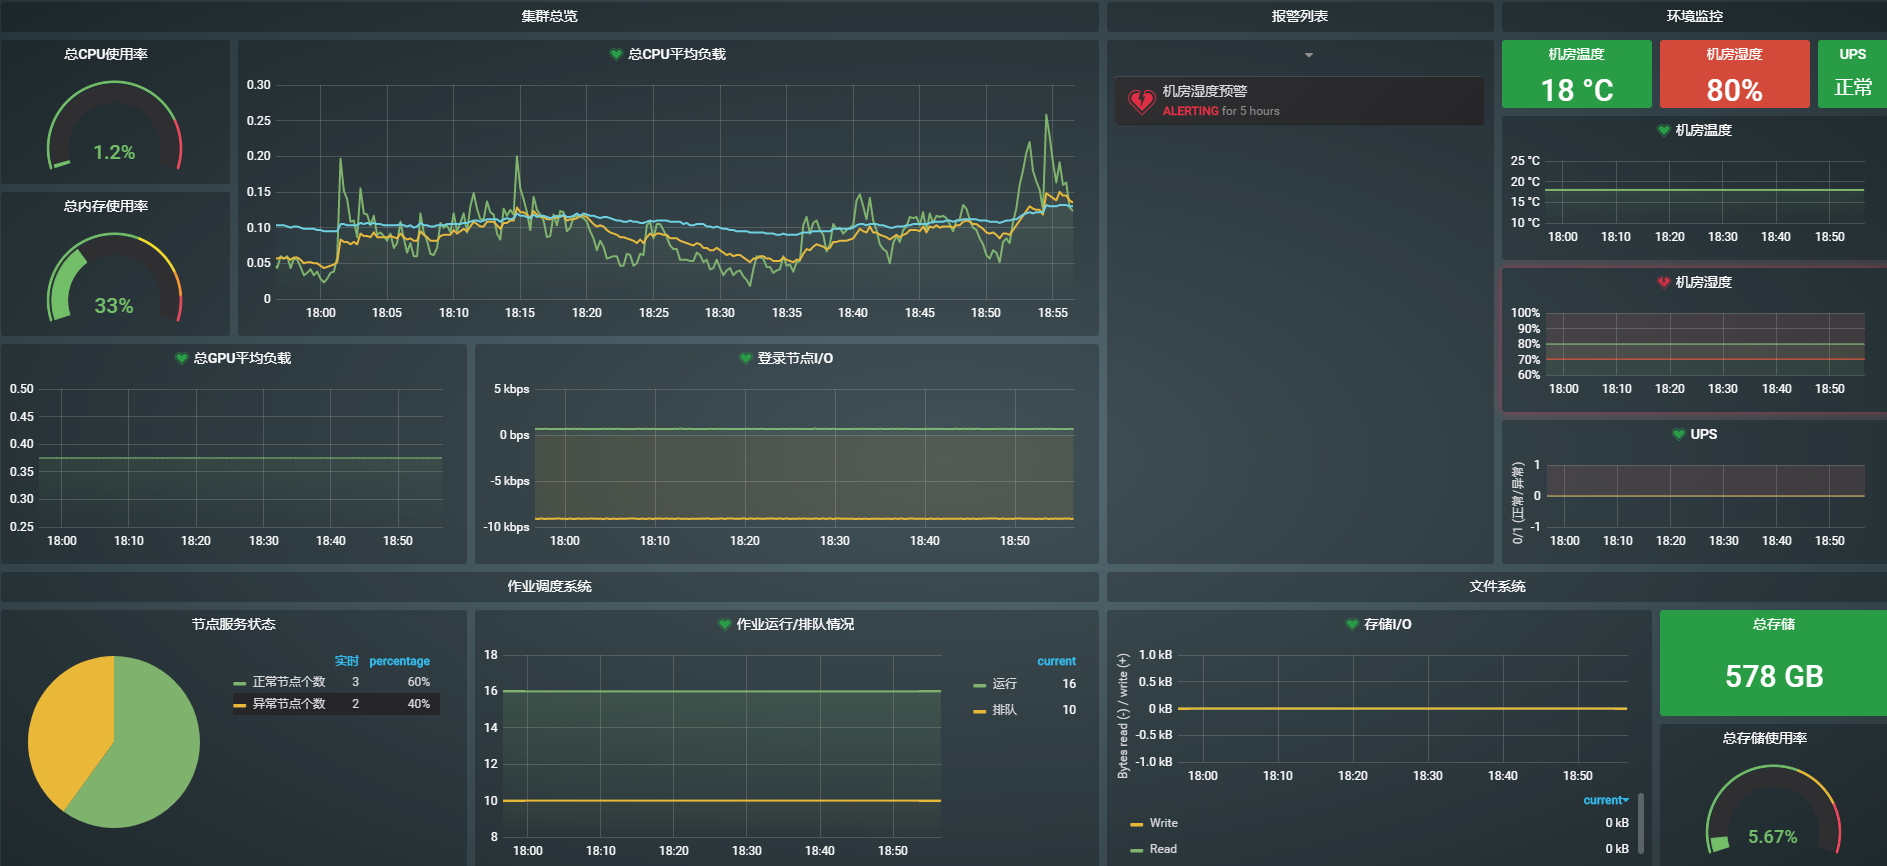 集群总览
报警列表
环境监控
总CPU使用率
1.2%
总内存使用率
33%
总CPU平均负载
0.30
0.25
0.20
0.15
0.10
0.05
0
18:00 18:05 18:10 18:15 18:20 18:25 18:30 18:35 18:40 18:45 18:50 18:55
机房湿度预警
ALERTING for 5 hours
机房温度
18 °C
机房湿度
80%
UPS
正常
机房温度
25 °C
20 °C
15 °C
10 °C
18:00 18:10 18:20 18:30 18:40 18:50
机房湿度
100%
90%
80%
70%
60%
18:00 18:10 18:20 18:30 18:40 18:50
UPS
0/1 (正常/异常)
1
0
-1
18:00 18:10 18:20 18:30 18:40 18:50
总GPU平均负载
0.50
0.45
0.40
0.35
0.30
0.25
18:00 18:10 18:20 18:30 18:40 18:50
登录节点I/O
5 kbps
0 bps
-5 kbps
-10 kbps
18:00 18:10 18:20 18:30 18:40 18:50
作业调度系统
文件系统
节点服务状态
实时 percentage
正常节点个数 3 60%
异常节点个数 2 40%
作业运行/排队情况
18
16
14
12
10
8
18:00 18:10 18:20 18:30 18:40 18:50
current
运行 16
排队 10
存储I/O
Bytes read (-) / write (+)
1.0 kB
0.5 kB
0 kB
-0.5 kB
-1.0 kB
18:00 18:10 18:20 18:30 18:40 18:50
current
Write 0 kB
Read 0 kB
总存储
578 GB
总存储使用率
5.67%